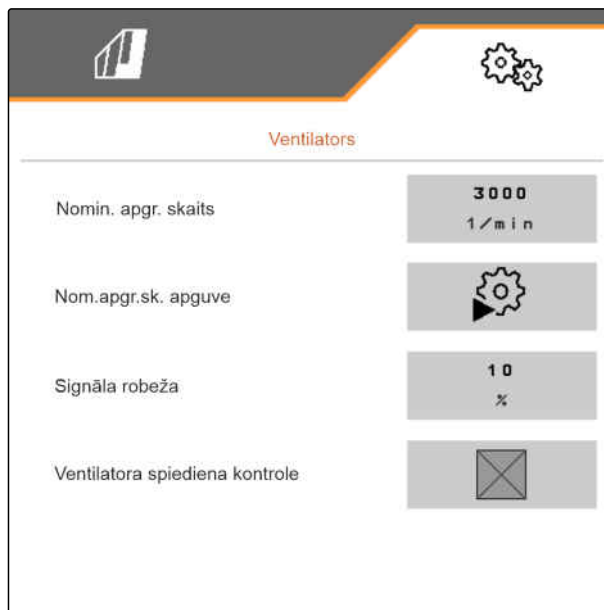 Ventilators
Nomin. apgr. skaits
3000
1/min
Nom.apgr.sk. apguve
Signāla robeža
10
%
Ventilatora spiediena kontrole